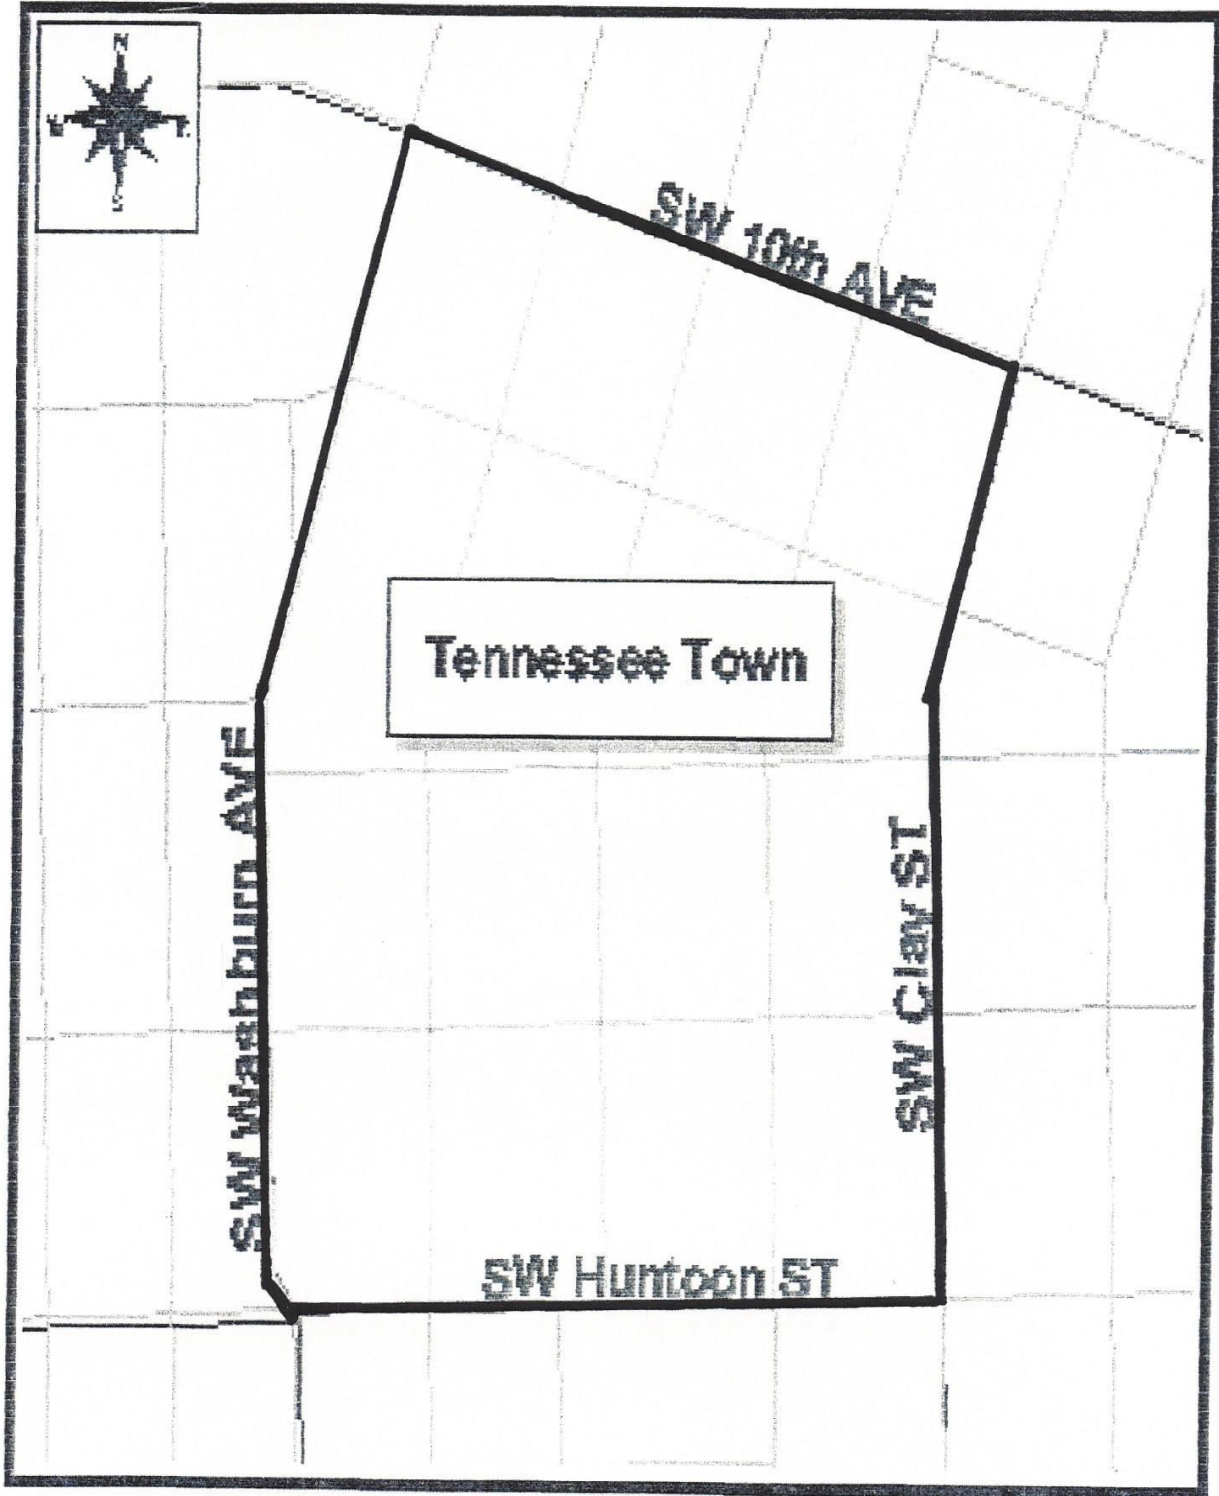 N
S
SW 10th AVE
Tennessee Town
SW Washburn AVE
SW Clay ST
SW Huntoon ST